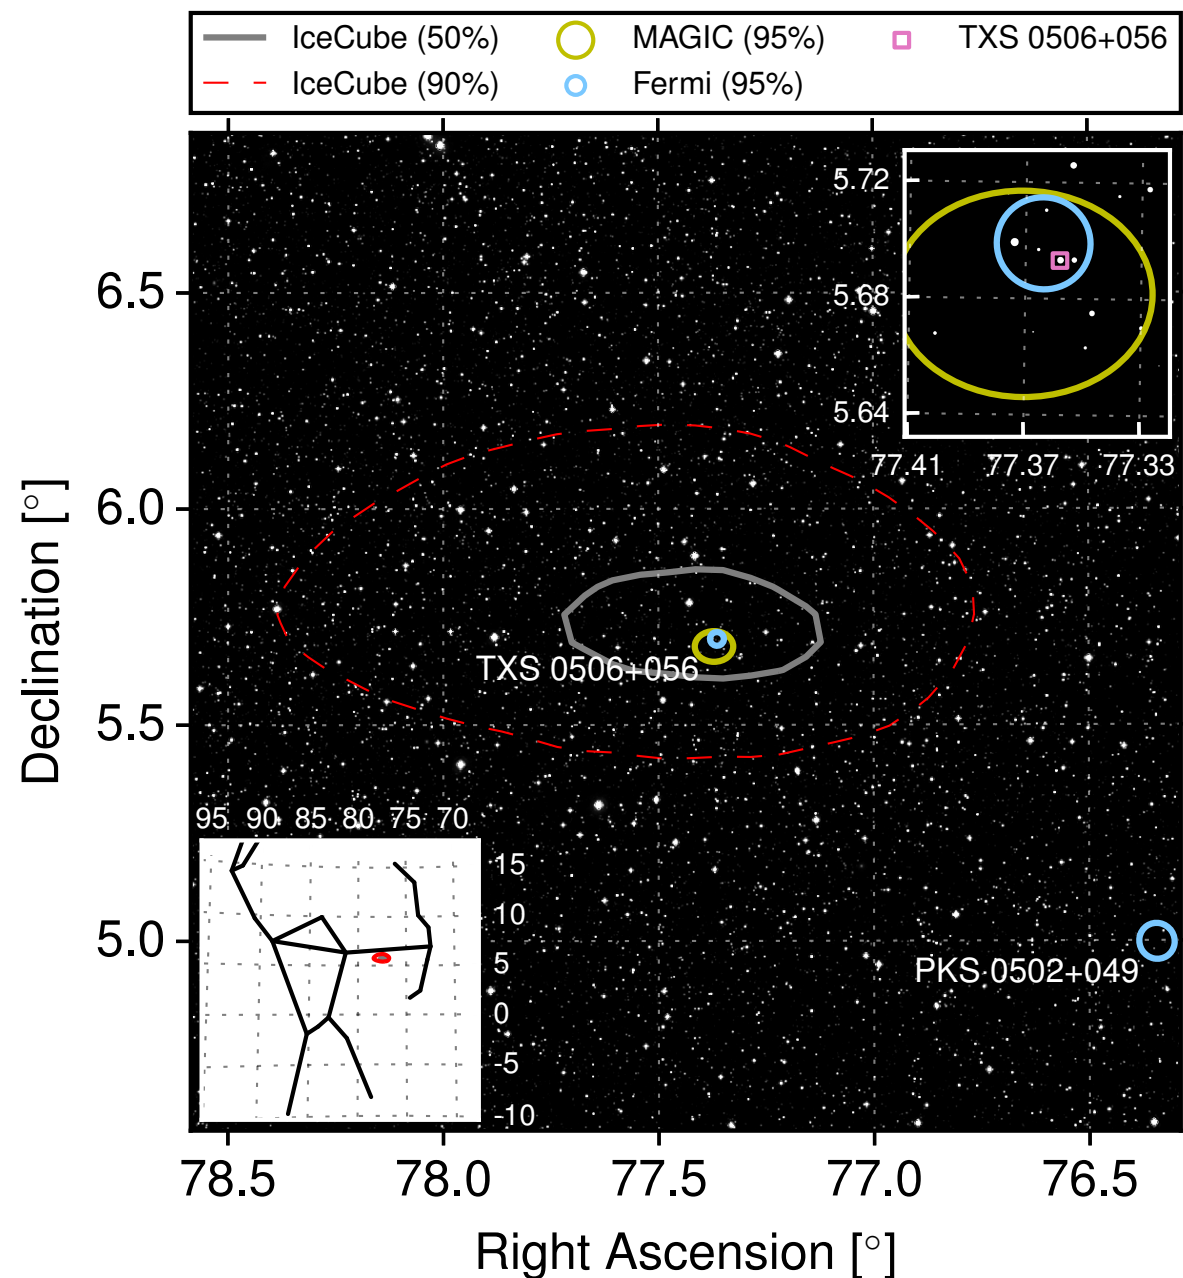 IceCube (50%) MAGIC (95%) TXS 0506+056
IceCube (90%) Fermi (95%)
5.72
5.68
5.64
77.41 77.37 77.33
6.5
6.0
5.5
5.0
Declination [°]
TXS 0506+056
95 90 85 80 75 70
15
10
5
0
-5
-10
PKS 0502+049
78.5 78.0 77.5 77.0 76.5
Right Ascension [°]